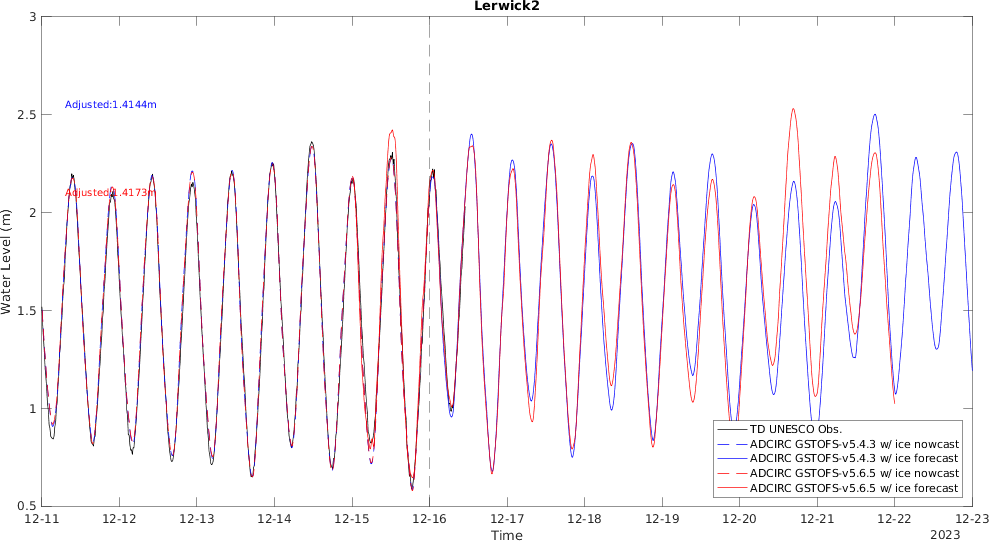 Lerwick2
3
2.5
2
1.5
1
0.5
Water Level (m)
Adjusted:1.4144m
Adjusted:1.4173m
TD UNESCO Obs.
ADCIRC GSTOFS-v5.4.3 w/ ice nowcast
ADCIRC GSTOFS-v5.4.3 w/ ice forecast
ADCIRC GSTOFS-v5.6.5 w/ ice nowcast
ADCIRC GSTOFS-v5.6.5 w/ ice forecast
12-11 12-12 12-13 12-14 12-15 12-16 12-17 12-18 12-19 12-20 12-21 12-22 12-23
Time
2023